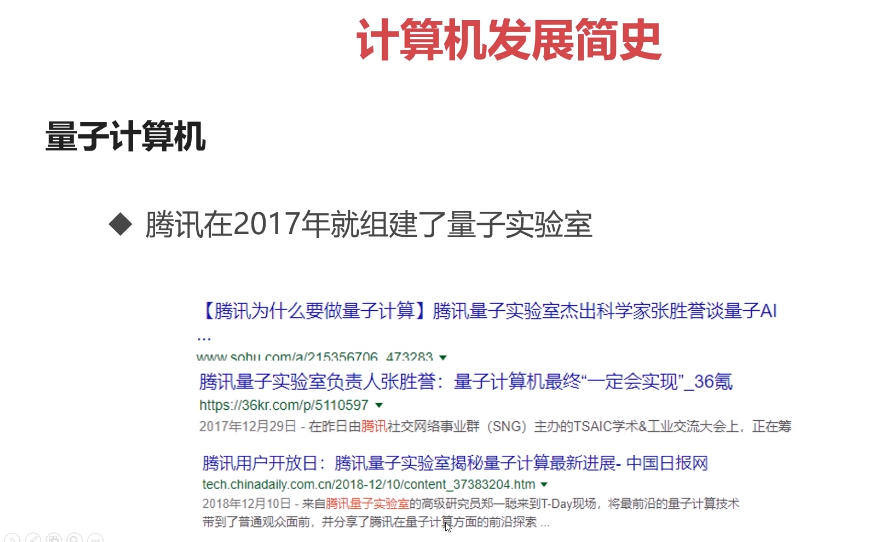 计算机发展简史
量子计算机
◆ 腾讯在2017年就组建了量子实验室
【腾讯为什么要做量子计算】腾讯量子实验室杰出科学家张胜誉谈量子AI
...
www.sohu.com/a/215356706_473283
腾讯量子实验室负责人张胜誉：量子计算机最终“一定会实现”_36氪
https://36kr.com/p/5110597
2017年12月29日 - 在昨日由腾讯社交网络事业群（SNG）主办的TSAIC学术&工业交流大会上，正在筹
腾讯用户开放日：腾讯量子实验室揭秘量子计算最新进展- 中国日报网
tech.chinadaily.com.cn/2018-12/10/content_37383204.htm
2018年12月10日 - 来自腾讯量子实验室的高级研究员郑一聪来到T-Day现场，将最前沿的量子计算技术
带到了普通观众面前，并分享了腾讯在量子计算方面的前沿探索 ...